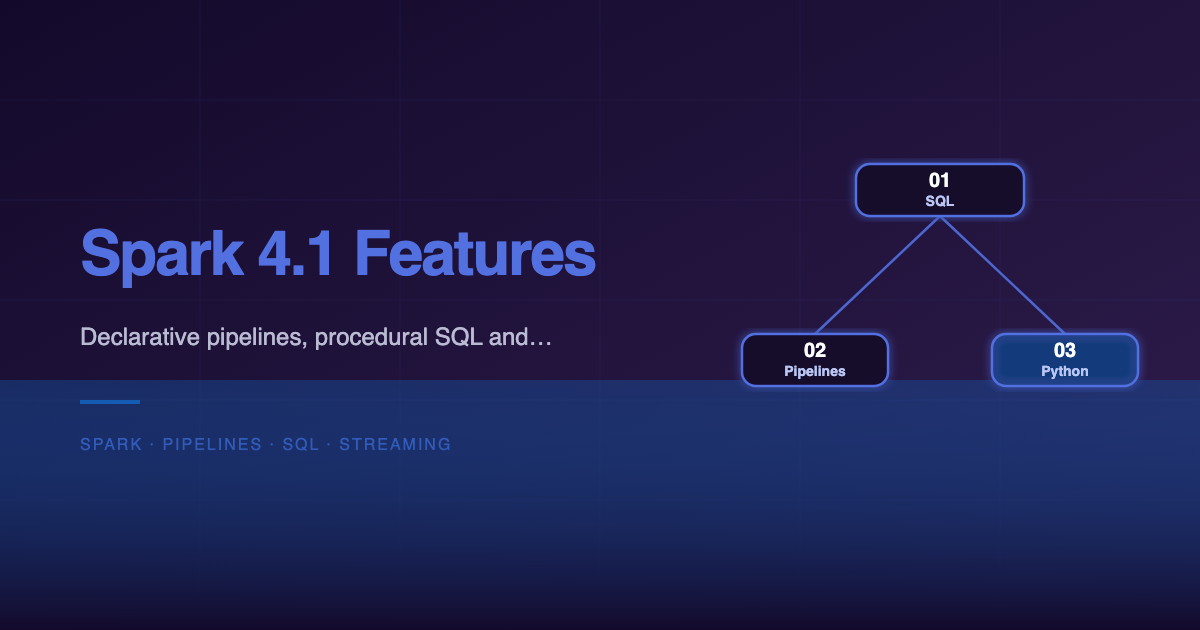 Spark 4.1 Features
Declarative pipelines, procedural SQL and…
SPARK · PIPELINES · SQL · STREAMING
01
SQL
02
Pipelines
03
Python